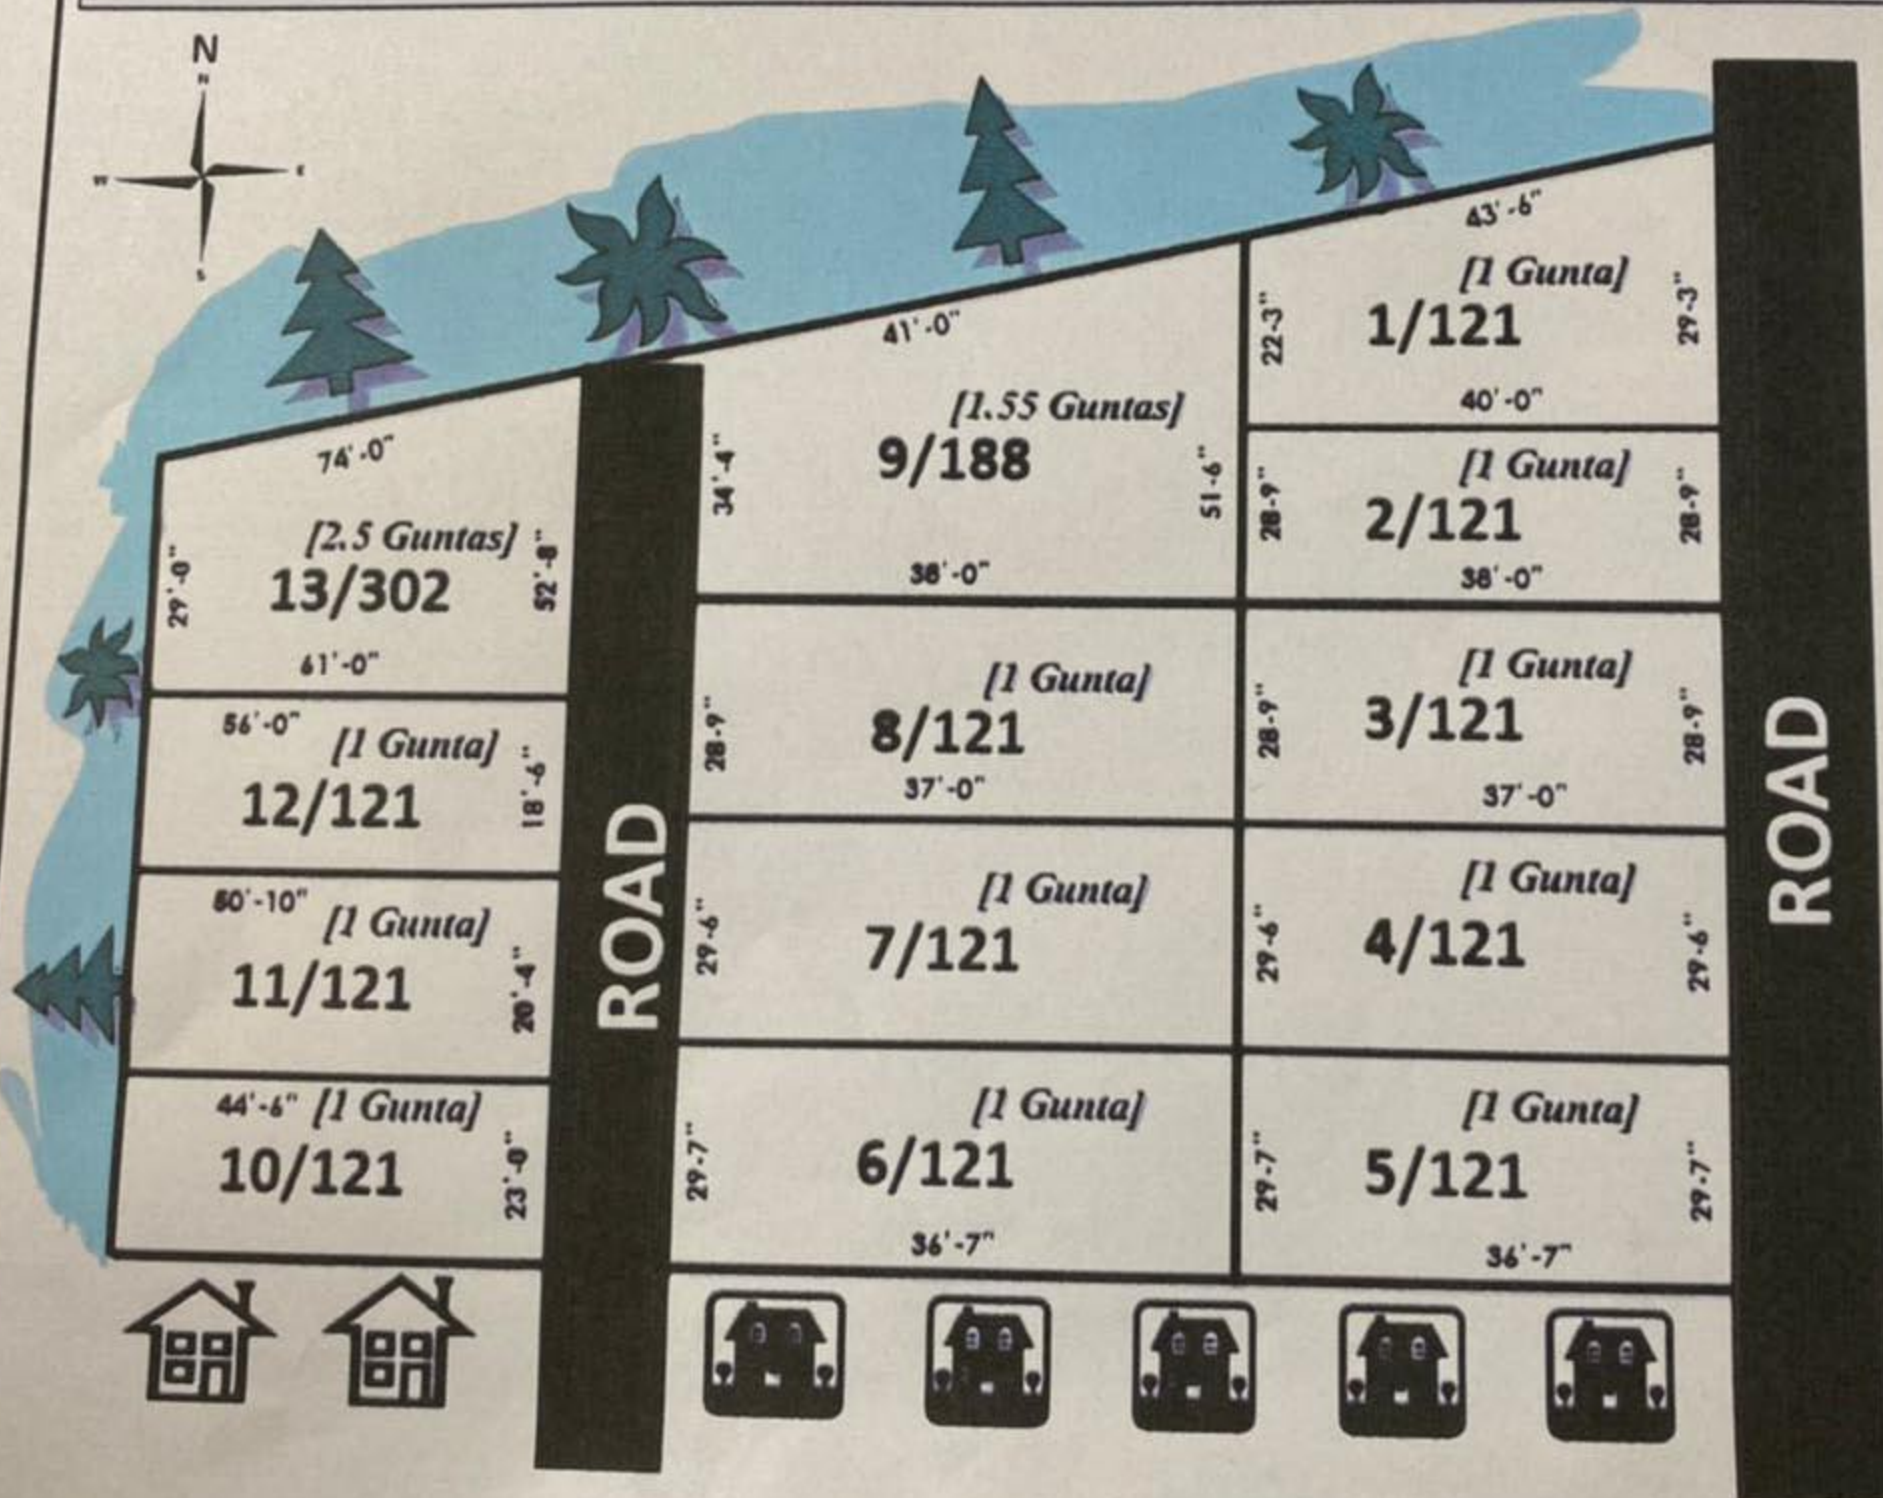 N
N
W
E
S
43'-6"
[1 Gunta]
22-3"
1/121
29-3"
40'-0"
41'-0"
[1.55 Guntas]
34'-4"
9/188
51-6"
38'-0"
[1 Gunta]
28-9"
2/121
28-9"
38'-0"
74'-0"
[2.5 Guntas]
29'-0"
13/302
52'-8"
61'-0"
[1 Gunta]
28-9"
8/121
37'-0"
[1 Gunta]
28-9"
3/121
28-9"
37'-0"
56'-0"
[1 Gunta]
12/121
18'-6"
ROAD
ROAD
[1 Gunta]
29-6"
7/121
[1 Gunta]
29-6"
4/121
29-6"
50'-10"
[1 Gunta]
11/121
20'-4"
44'-6"
[1 Gunta]
10/121
23'-0"
[1 Gunta]
29-7"
6/121
36'-7"
[1 Gunta]
29-7"
5/121
29-7"
36'-7"